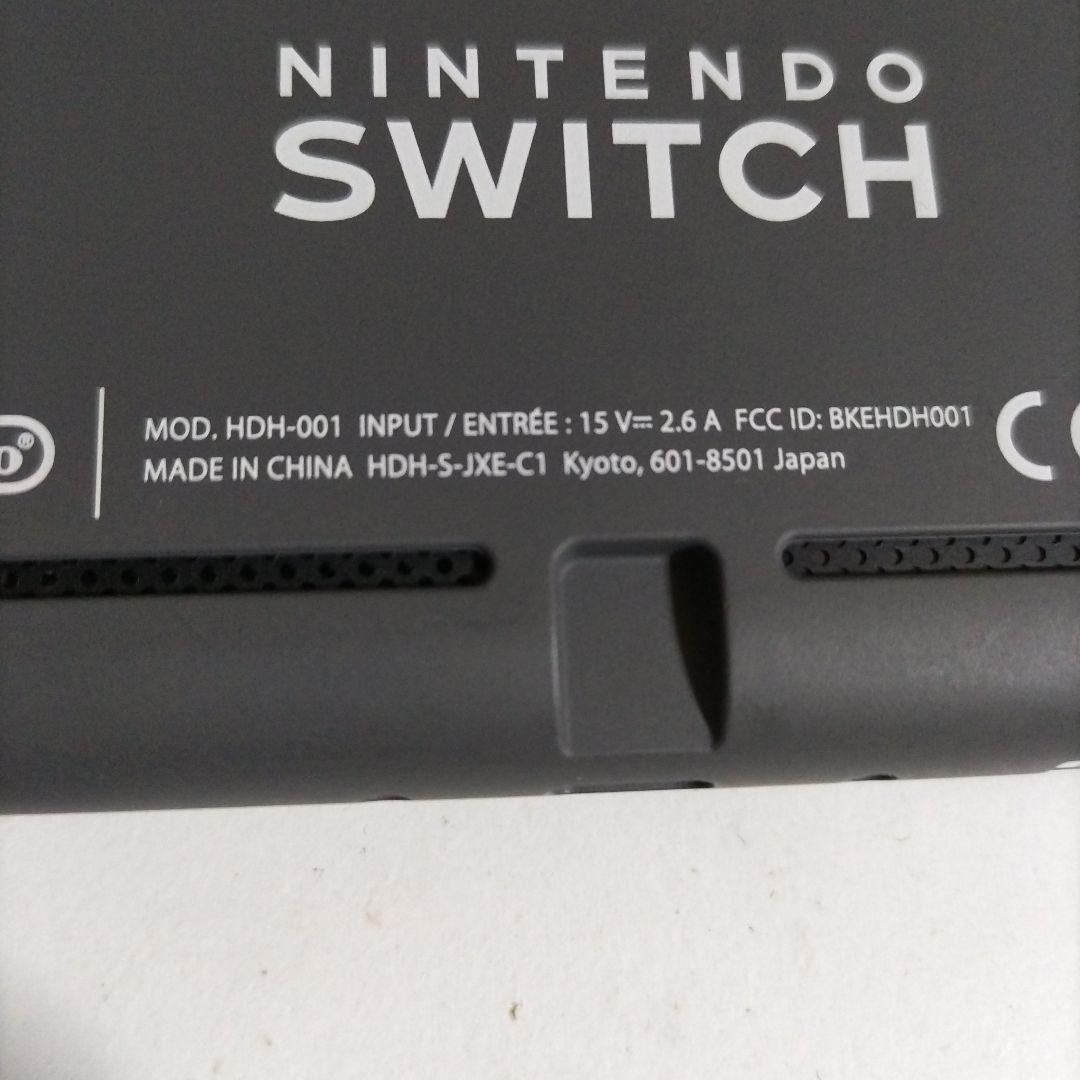 NINTENDO
SWITCH
MOD. HDH-001 INPUT / ENTRÉE : 15 V⎓ 2.6 A FCC ID: BKEHDH001
MADE IN CHINA HDH-S-JXE-C1 Kyoto, 601-8501 Japan